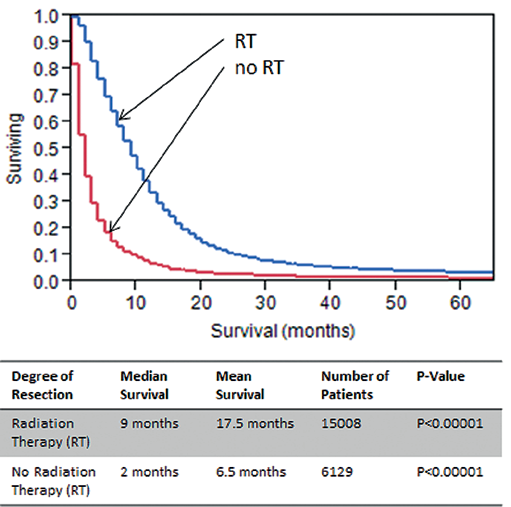 1.0
0.9
0.8
0.7
0.6
0.5
0.4
0.3
0.2
0.1
0.0
Surviving
RT
no RT
0 10 20 30 40 50 60
Survival (months)
Degree of Resection Median Survival Mean Survival Number of Patients P-Value
Radiation Therapy (RT) 9 months 17.5 months 15008 P<0.00001
No Radiation Therapy (RT) 2 months 6.5 months 6129 P<0.00001